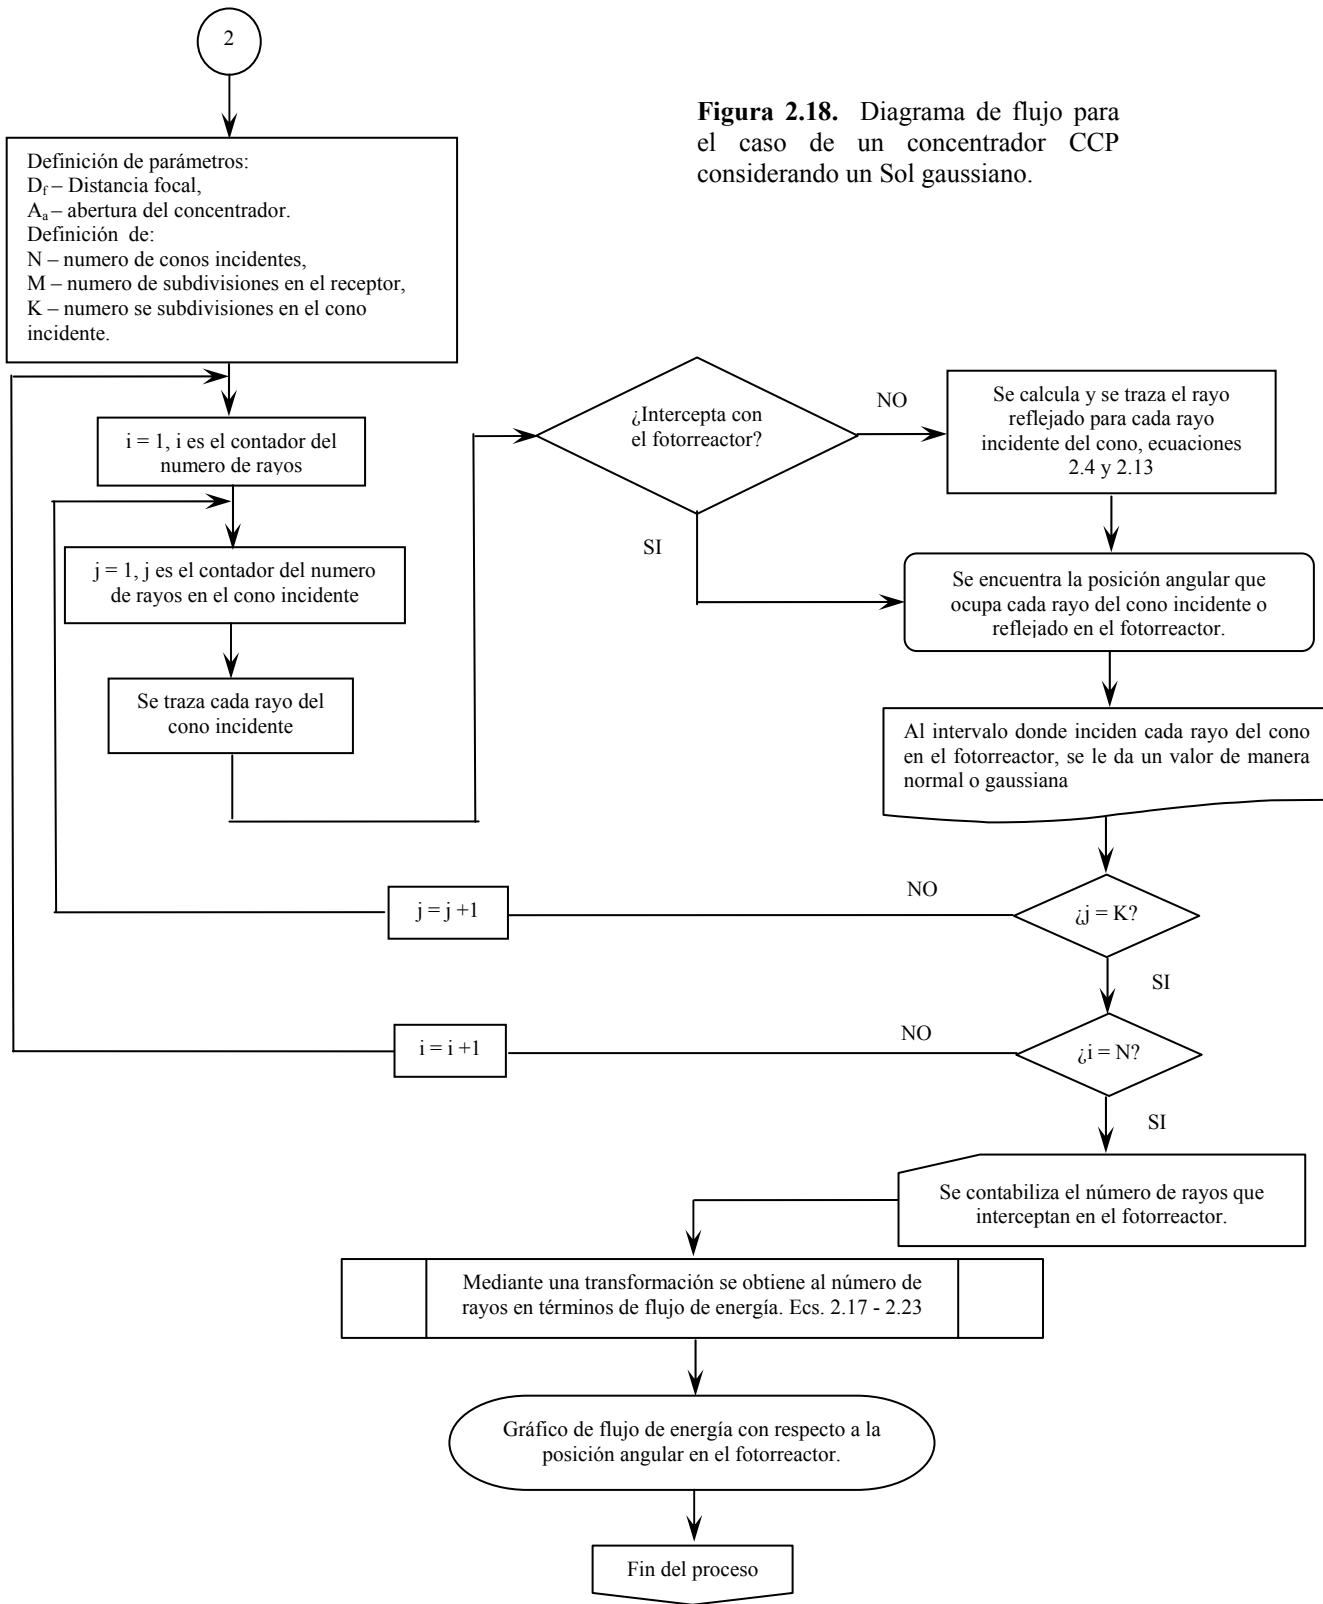 2
Figura 2.18. Diagrama de flujo para
el caso de un concentrador CCP
considerando un Sol gaussiano.
Definición de parámetros:
Df – Distancia focal,
Aa – abertura del concentrador.
Definición de:
N – numero de conos incidentes,
M – numero de subdivisiones en el receptor,
K – numero se subdivisiones en el cono
incidente.
i = 1, i es el contador del
numero de rayos
j = 1, j es el contador del numero
de rayos en el cono incidente
Se traza cada rayo del
cono incidente
¿Intercepta con
el fotorreactor?
NO
SI
Se calcula y se traza el rayo
reflejado para cada rayo
incidente del cono, ecuaciones
2.4 y 2.13
Se encuentra la posición angular que
ocupa cada rayo del cono incidente o
reflejado en el fotorreactor.
Al intervalo donde inciden cada rayo del cono
en el fotorreactor, se le da un valor de manera
normal o gaussiana
¿j = K?
NO
j = j +1
SI
¿i = N?
NO
i = i +1
SI
Se contabiliza el número de rayos que
interceptan en el fotorreactor.
Mediante una transformación se obtiene al número de
rayos en términos de flujo de energía. Ecs. 2.17 - 2.23
Gráfico de flujo de energía con respecto a la
posición angular en el fotorreactor.
Fin del proceso